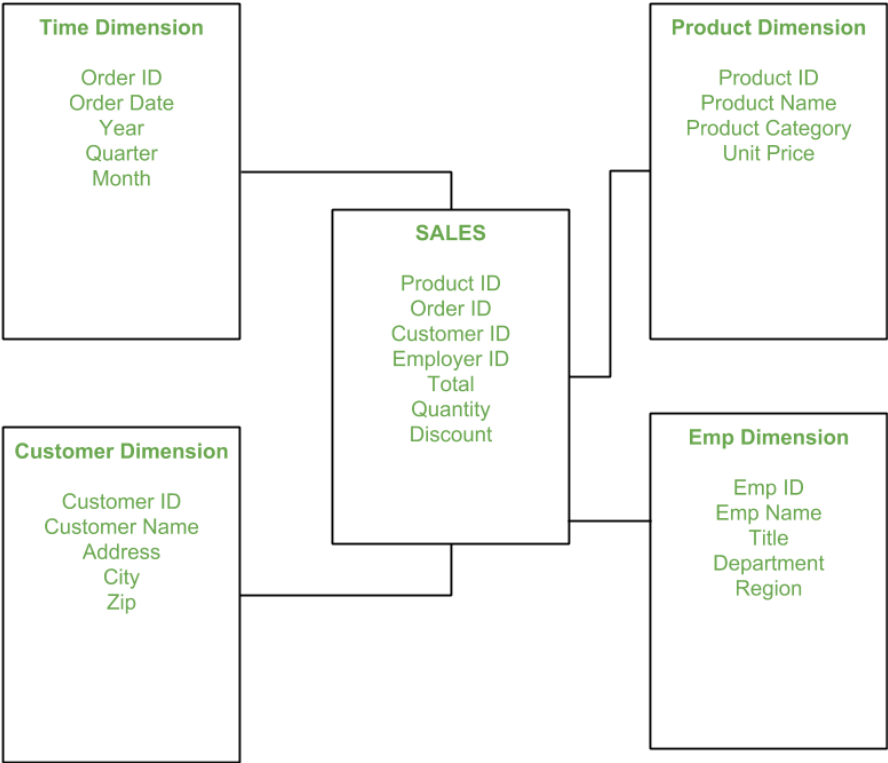 Time Dimension
Order ID
Order Date
Year
Quarter
Month
Product Dimension
Product ID
Product Name
Product Category
Unit Price
SALES
Product ID
Order ID
Customer ID
Employer ID
Total
Quantity
Discount
Customer Dimension
Customer ID
Customer Name
Address
City
Zip
Emp Dimension
Emp ID
Emp Name
Title
Department
Region